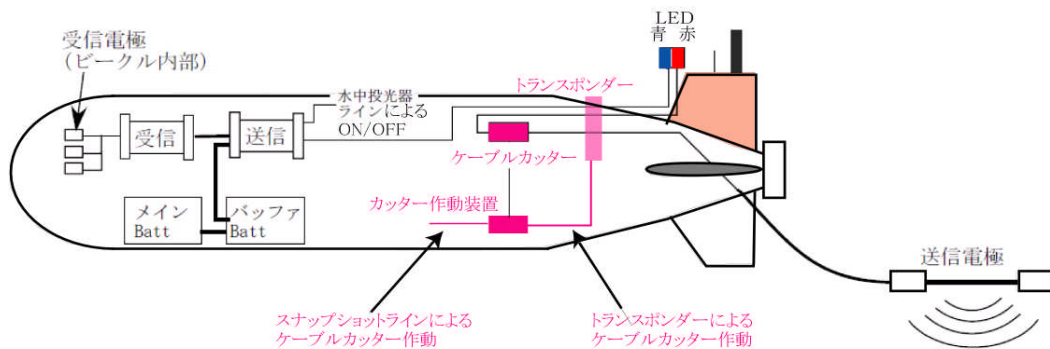 LED
青 赤
受信電極
(ビークル内部)
トランスポンダー
水中投光器
ラインによる
ON/OFF
受信
送信
ケーブルカッター
カッター作動装置
メイン
Batt
バッファ
Batt
送信電極
スナップショットラインによる
ケーブルカッター作動
トランスポンダーによる
ケーブルカッター作動